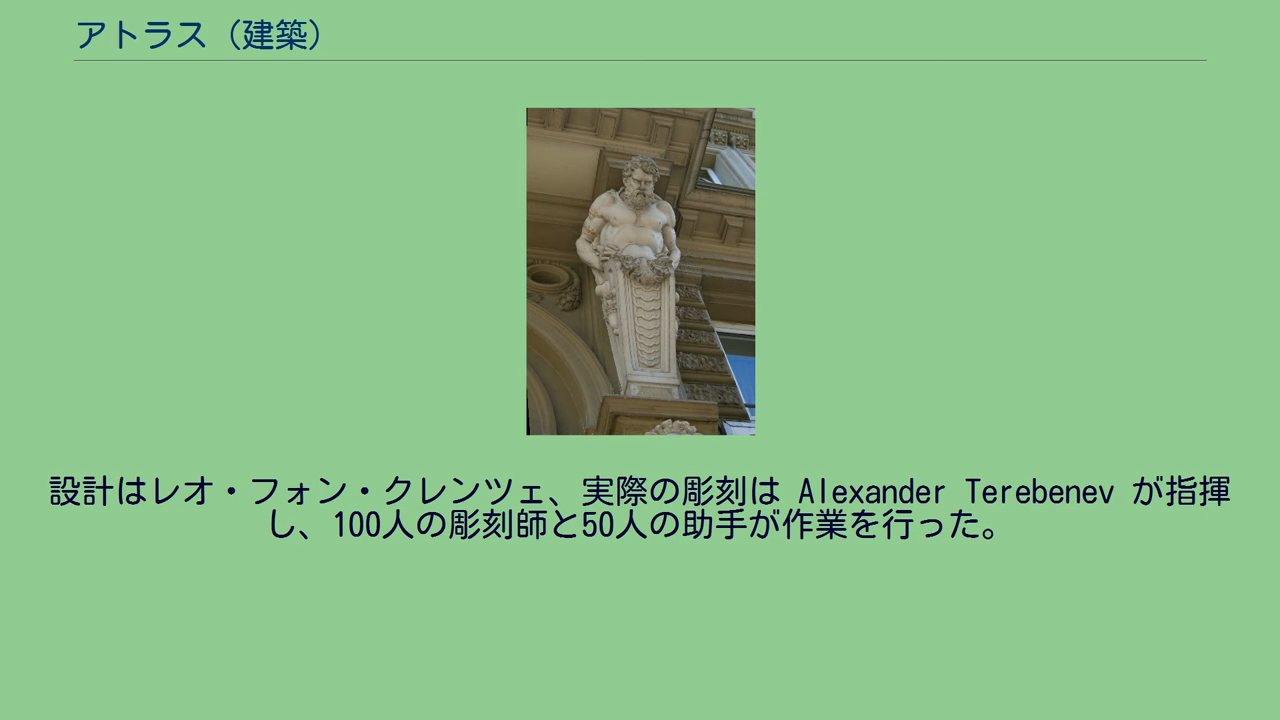 アトラス（建築）
設計はレオ・フォン・クレンツェ、実際の彫刻は Alexander Terebenev が指揮
し、100人の彫刻師と50人の助手が作業を行った。